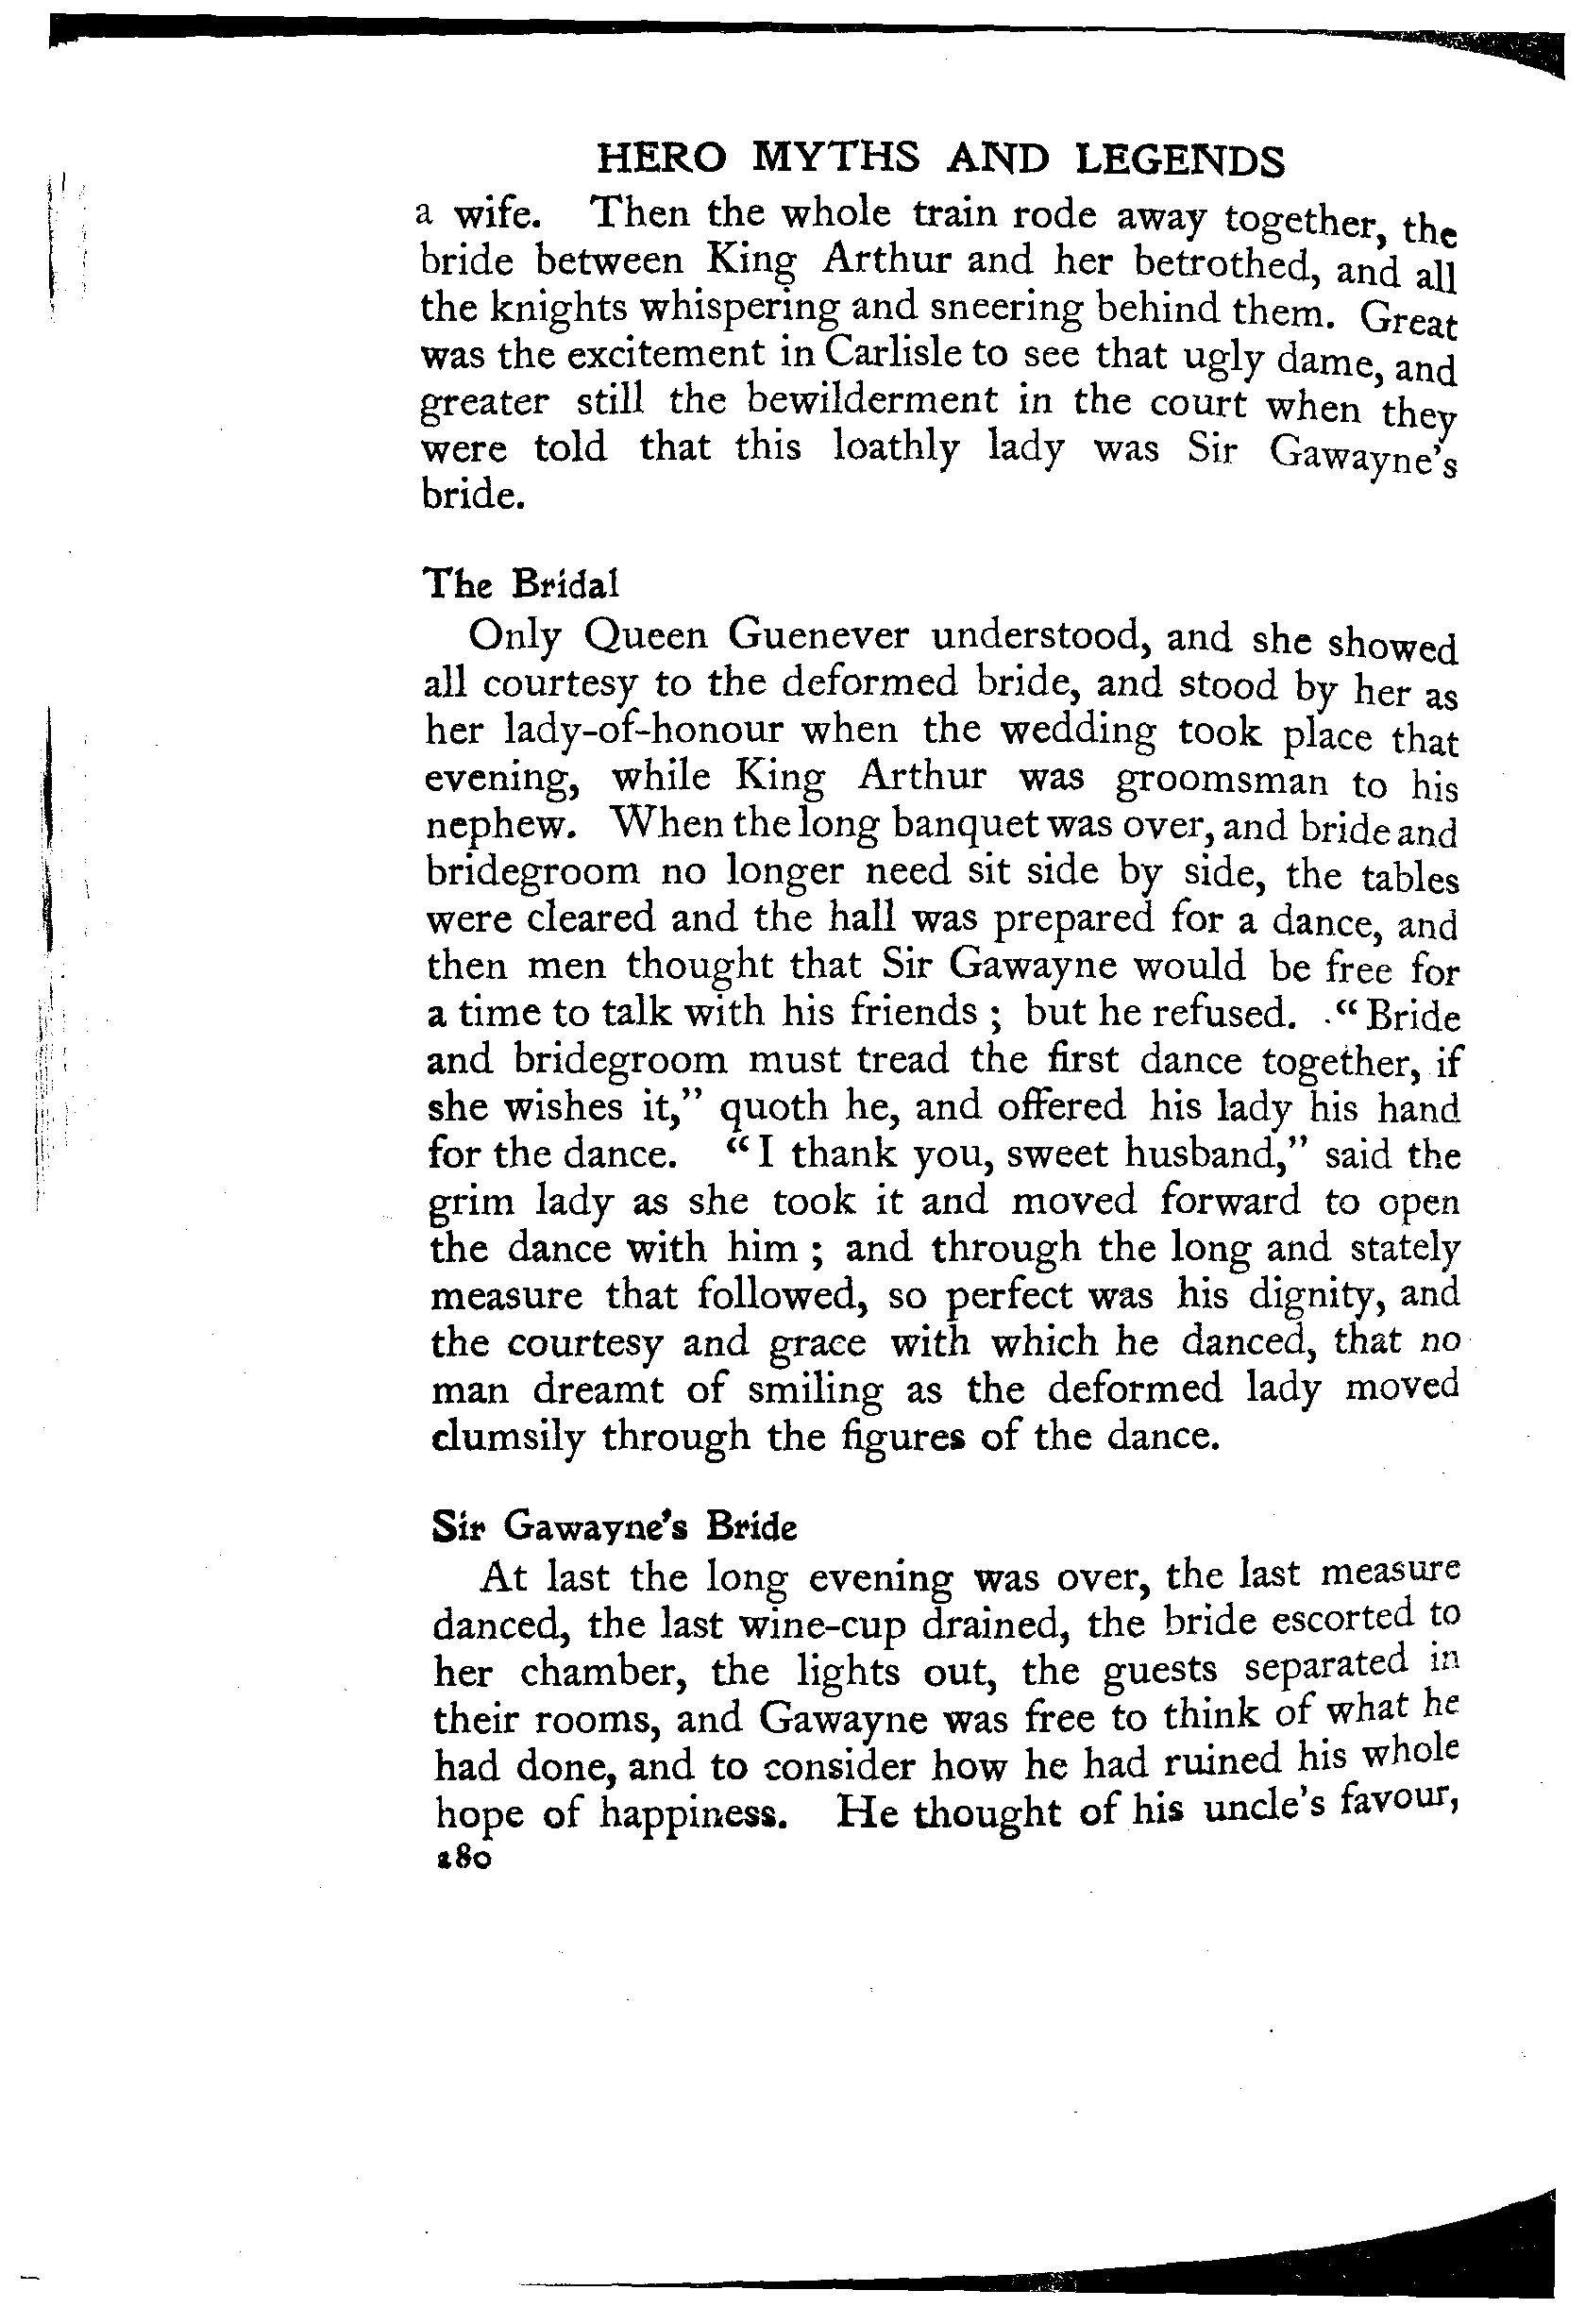 HERO MYTHS AND LEGENDS
a wife. Then the whole train rode away together, the
bride between King Arthur and her betrothed, and all
the knights whispering and sneering behind them. Great
was the excitement in Carlisle to see that ugly dame, and
greater still the bewilderment in the court when they
were told that this loathly lady was Sir Gawayne's
bride.
The Bridal
Only Queen Guenever understood, and she showed
all courtesy to the deformed bride, and stood by her as
her lady-of-honour when the wedding took place that
evening, while King Arthur was groomsman to his
nephew. When the long banquet was over, and bride and
bridegroom no longer need sit side by side, the tables
were cleared and the hall was prepared for a dance, and
then men thought that Sir Gawayne would be free for
a time to talk with his friends ; but he refused. "Bride
and bridegroom must tread the first dance together, if
she wishes it," quoth he, and offered his lady his hand
for the dance. "I thank you, sweet husband," said the
grim lady as she took it and moved forward to open
the dance with him ; and through the long and stately
measure that followed, so perfect was his dignity, and
the courtesy and grace with which he danced, that no
man dreamt of smiling as the deformed lady moved
clumsily through the figures of the dance.
Sir Gawayne's Bride
At last the long evening was over, the last measure
danced, the last wine-cup drained, the bride escorted to
her chamber, the lights out, the guests separated in
their rooms, and Gawayne was free to think of what he
had done, and to consider how he had ruined his whole
hope of happiness. He thought of his uncle's favour,
280